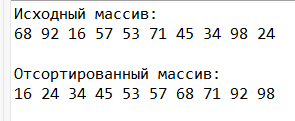 Исходный массив:
68 92 16 57 53 71 45 34 98 24
Отсортированный массив:
16 24 34 45 53 57 68 71 92 98